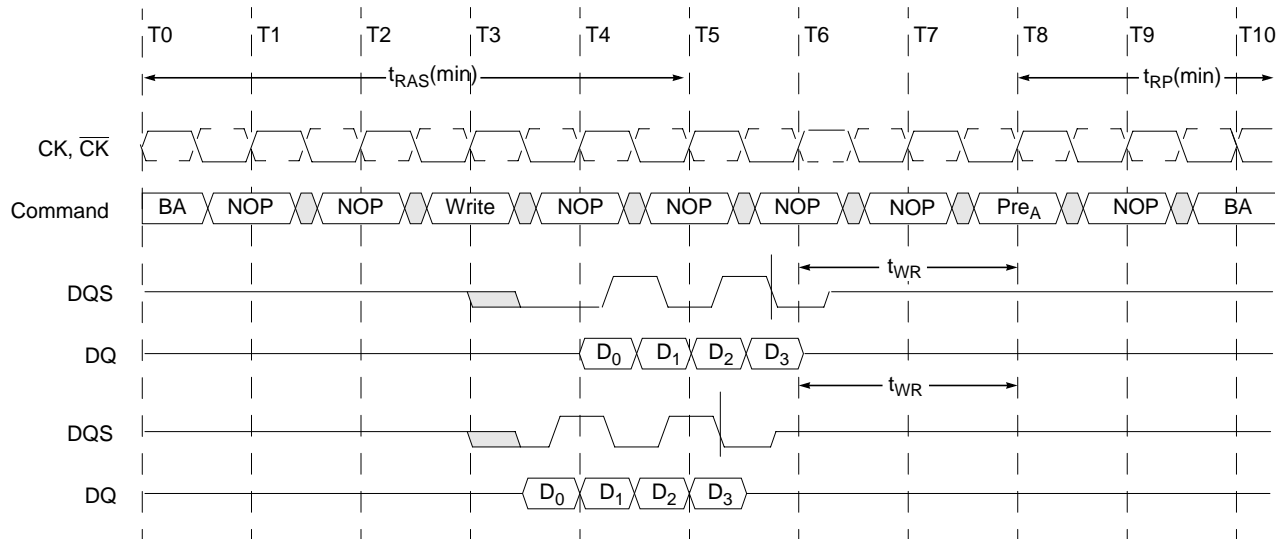 T0 T1 T2 T3 T4 T5 T6 T7 T8 T9 T10
tRAS(min) tRP(min)
CK, C̅K̅
Command BA NOP NOP Write NOP NOP NOP NOP PreA NOP BA
tWR
DQS
DQ D0 D1 D2 D3
tWR
DQS
DQ D0 D1 D2 D3